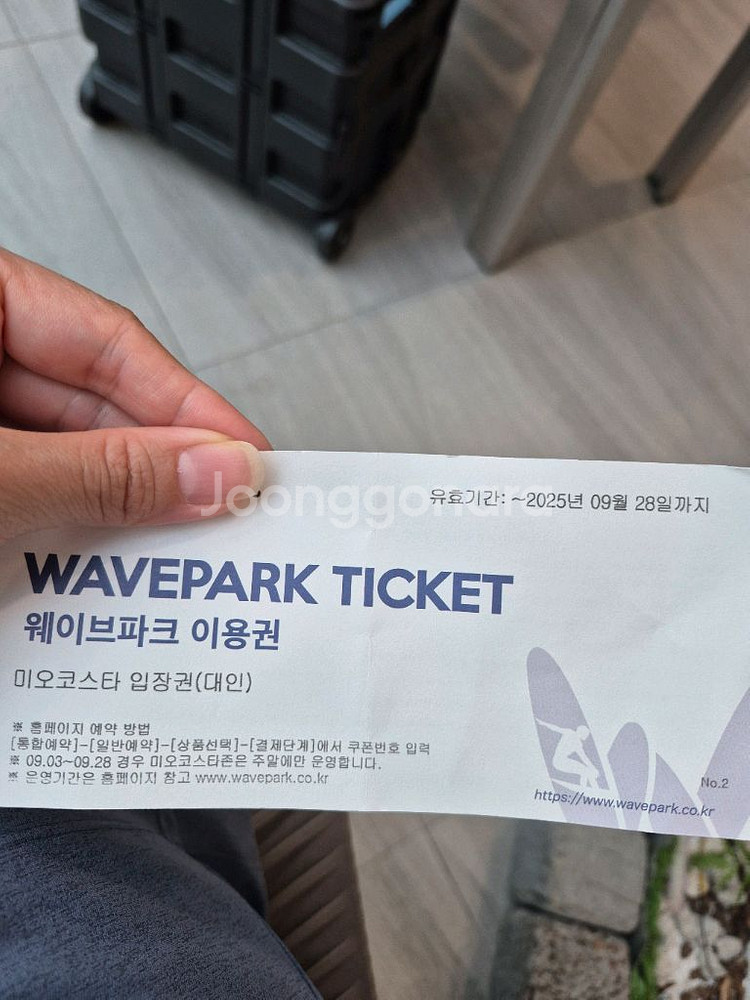 Joonggonara
유효기간: ~2025년 09월 28일까지
WAVEPARK TICKET
웨이브파크 이용권
미오코스타 입장권(대인)
※ 홈페이지 예약 방법
[통합예약]-[일반예약]-[상품선택]-[결제단계]에서 쿠폰번호 입력
※ 09.03~09.28 경우 미오코스타존은 주말에만 운영합니다.
※ 운영기간은 홈페이지 참고 www.wavepark.co.kr
No.2
https://www.wavepark.co.kr